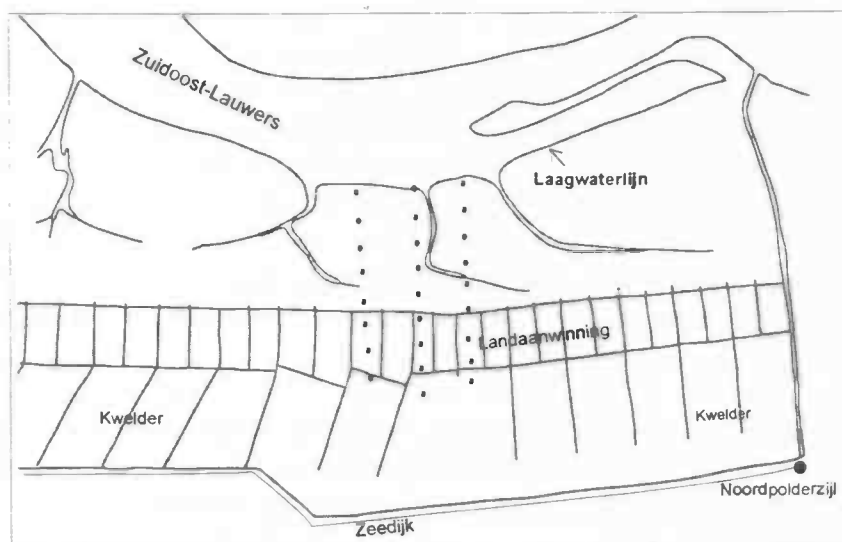 Zuidoost-Lauwers
Laagwaterlijn
Landaanwinning
Kwelder
Kwelder
Noordpolderzijl
Zeedijk